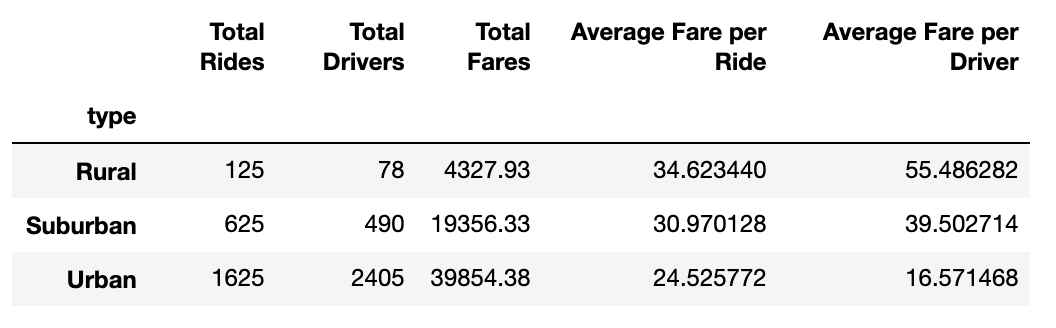 Total Rides Total Drivers Total Fares Average Fare per Ride Average Fare per Driver
type
Rural 125 78 4327.93 34.623440 55.486282
Suburban 625 490 19356.33 30.970128 39.502714
Urban 1625 2405 39854.38 24.525772 16.571468